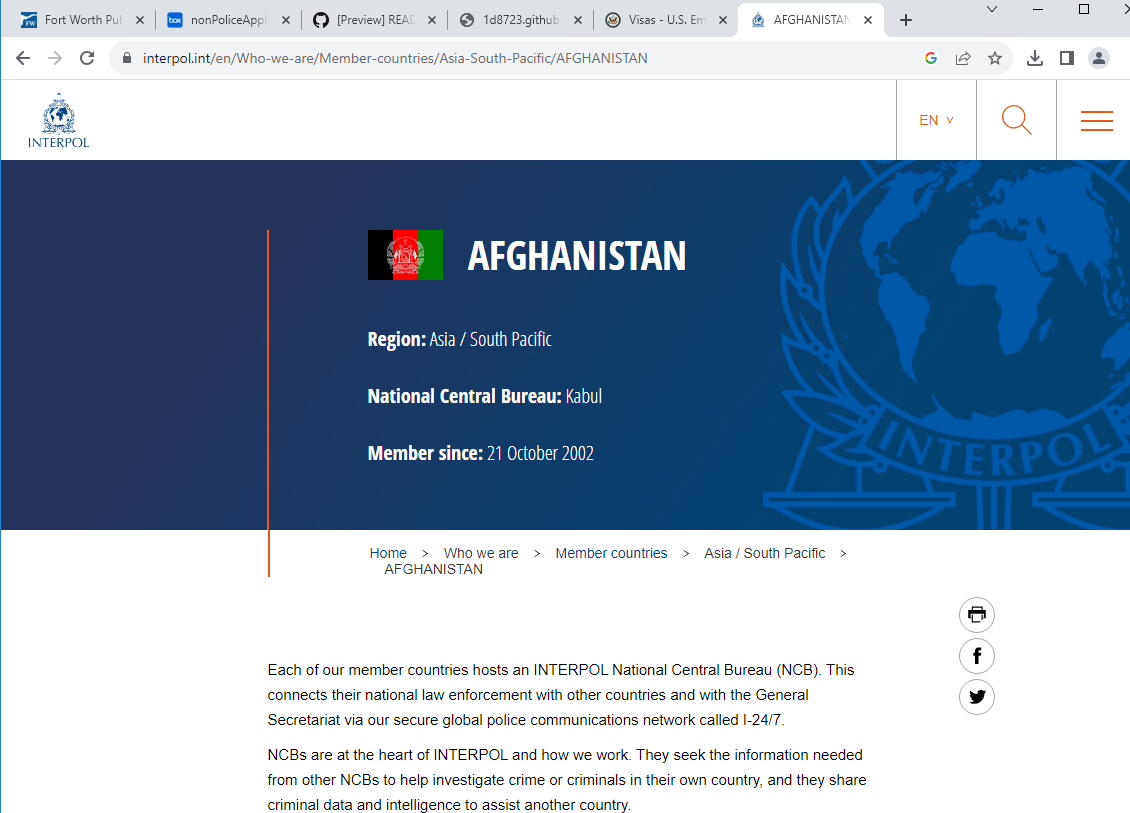 Fort Worth Pul
box nonPoliceAppl
[Preview] READ
1d8723.github
Visas - U.S. Em
AFGHANISTAN
interpol.int/en/Who-we-are/Member-countries/Asia-South-Pacific/AFGHANISTAN
INTERPOL
EN
AFGHANISTAN
Region: Asia / South Pacific
National Central Bureau: Kabul
Member since: 21 October 2002
INTERPOL
Home > Who we are > Member countries > Asia / South Pacific >
AFGHANISTAN
Each of our member countries hosts an INTERPOL National Central Bureau (NCB). This
connects their national law enforcement with other countries and with the General
Secretariat via our secure global police communications network called I-24/7.
NCBs are at the heart of INTERPOL and how we work. They seek the information needed
from other NCBs to help investigate crime or criminals in their own country, and they share
criminal data and intelligence to assist another country.